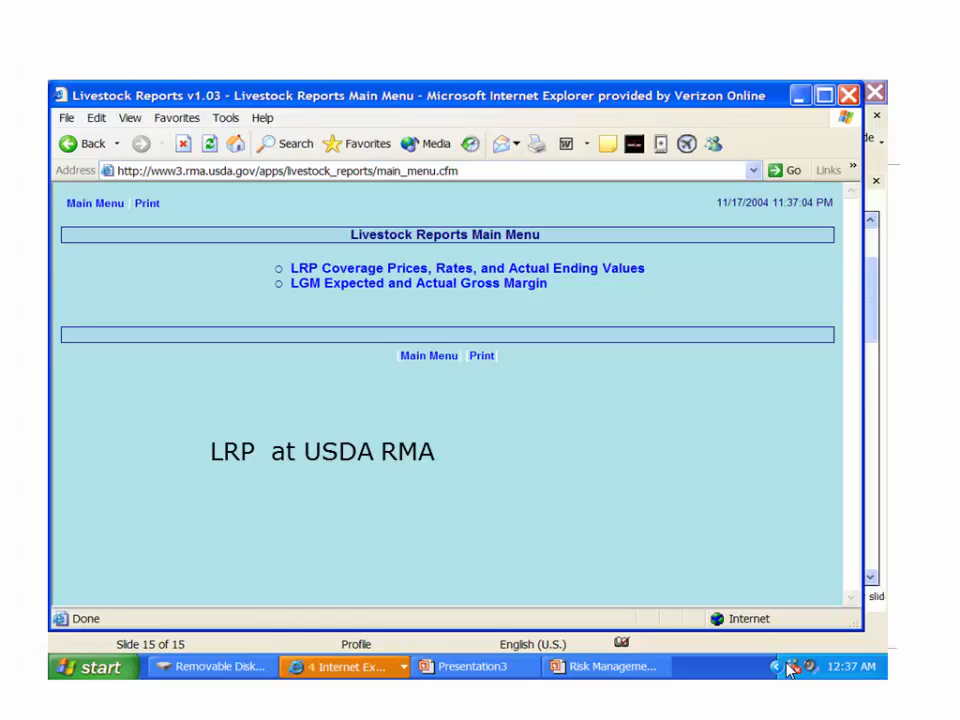 Livestock Reports v1.03 - Livestock Reports Main Menu - Microsoft Internet Explorer provided by Verizon Online
File Edit View Favorites Tools Help
Back Search Favorites Media
Address http://www3.rma.usda.gov/apps/livestock_reports/main_menu.cfm Go Links »
Main Menu Print 11/17/2004 11:37:04 PM
Livestock Reports Main Menu
LRP Coverage Prices, Rates, and Actual Ending Values
LGM Expected and Actual Gross Margin
Main Menu Print
LRP at USDA RMA
slid
Done Internet
Slide 15 of 15 Profile English (U.S.)
start Removable Disk... 4 Internet Ex... Presentation3 Risk Manageme... 12:37 AM